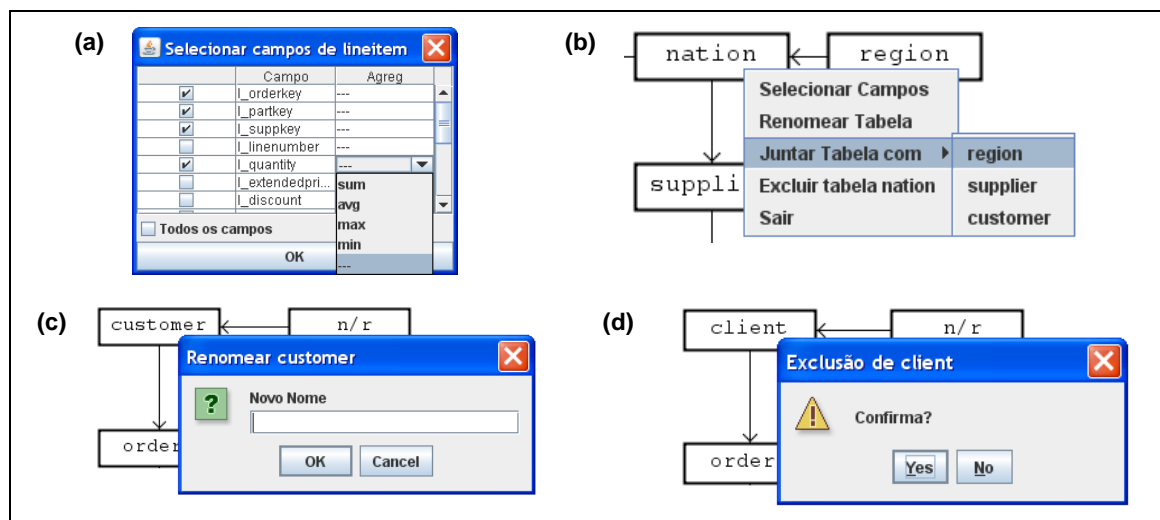 (a)
Selecionar campos de lineitem
Campo Agreg
l_orderkey ---
l_partkey ---
l_suppkey ---
l_linenumber ---
l_quantity ---
l_extendedpri...
l_discount
sum
avg
max
min
---
Todos os campos
OK
(b)
nation region
Selecionar Campos
Renomear Tabela
Juntar Tabela com region
Excluir tabela nation supplier
Sair customer
suppli
(c)
customer n/r
Renomear customer
?
Novo Nome
OK Cancel
order
(d)
client n/r
Exclusão de client
Confirma?
Yes No
order